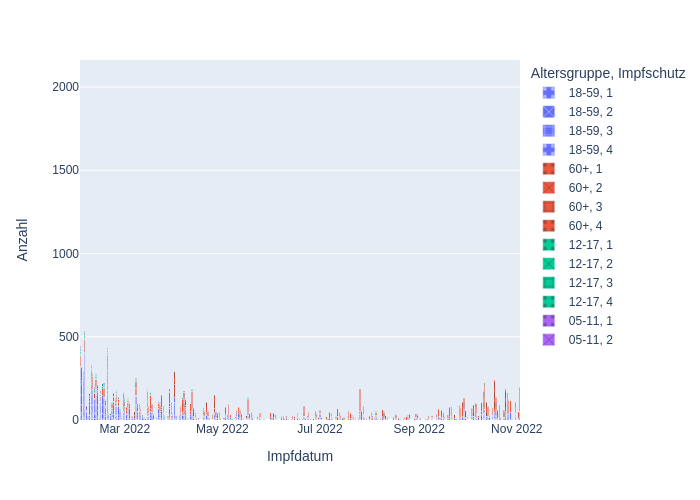 Altersgruppe, Impfschutz
18-59, 1
18-59, 2
18-59, 3
18-59, 4
60+, 1
60+, 2
60+, 3
60+, 4
12-17, 1
12-17, 2
12-17, 3
12-17, 4
05-11, 1
05-11, 2
Anzahl
2000
1500
1000
500
0
Mar 2022
May 2022
Jul 2022
Sep 2022
Nov 2022
Impfdatum